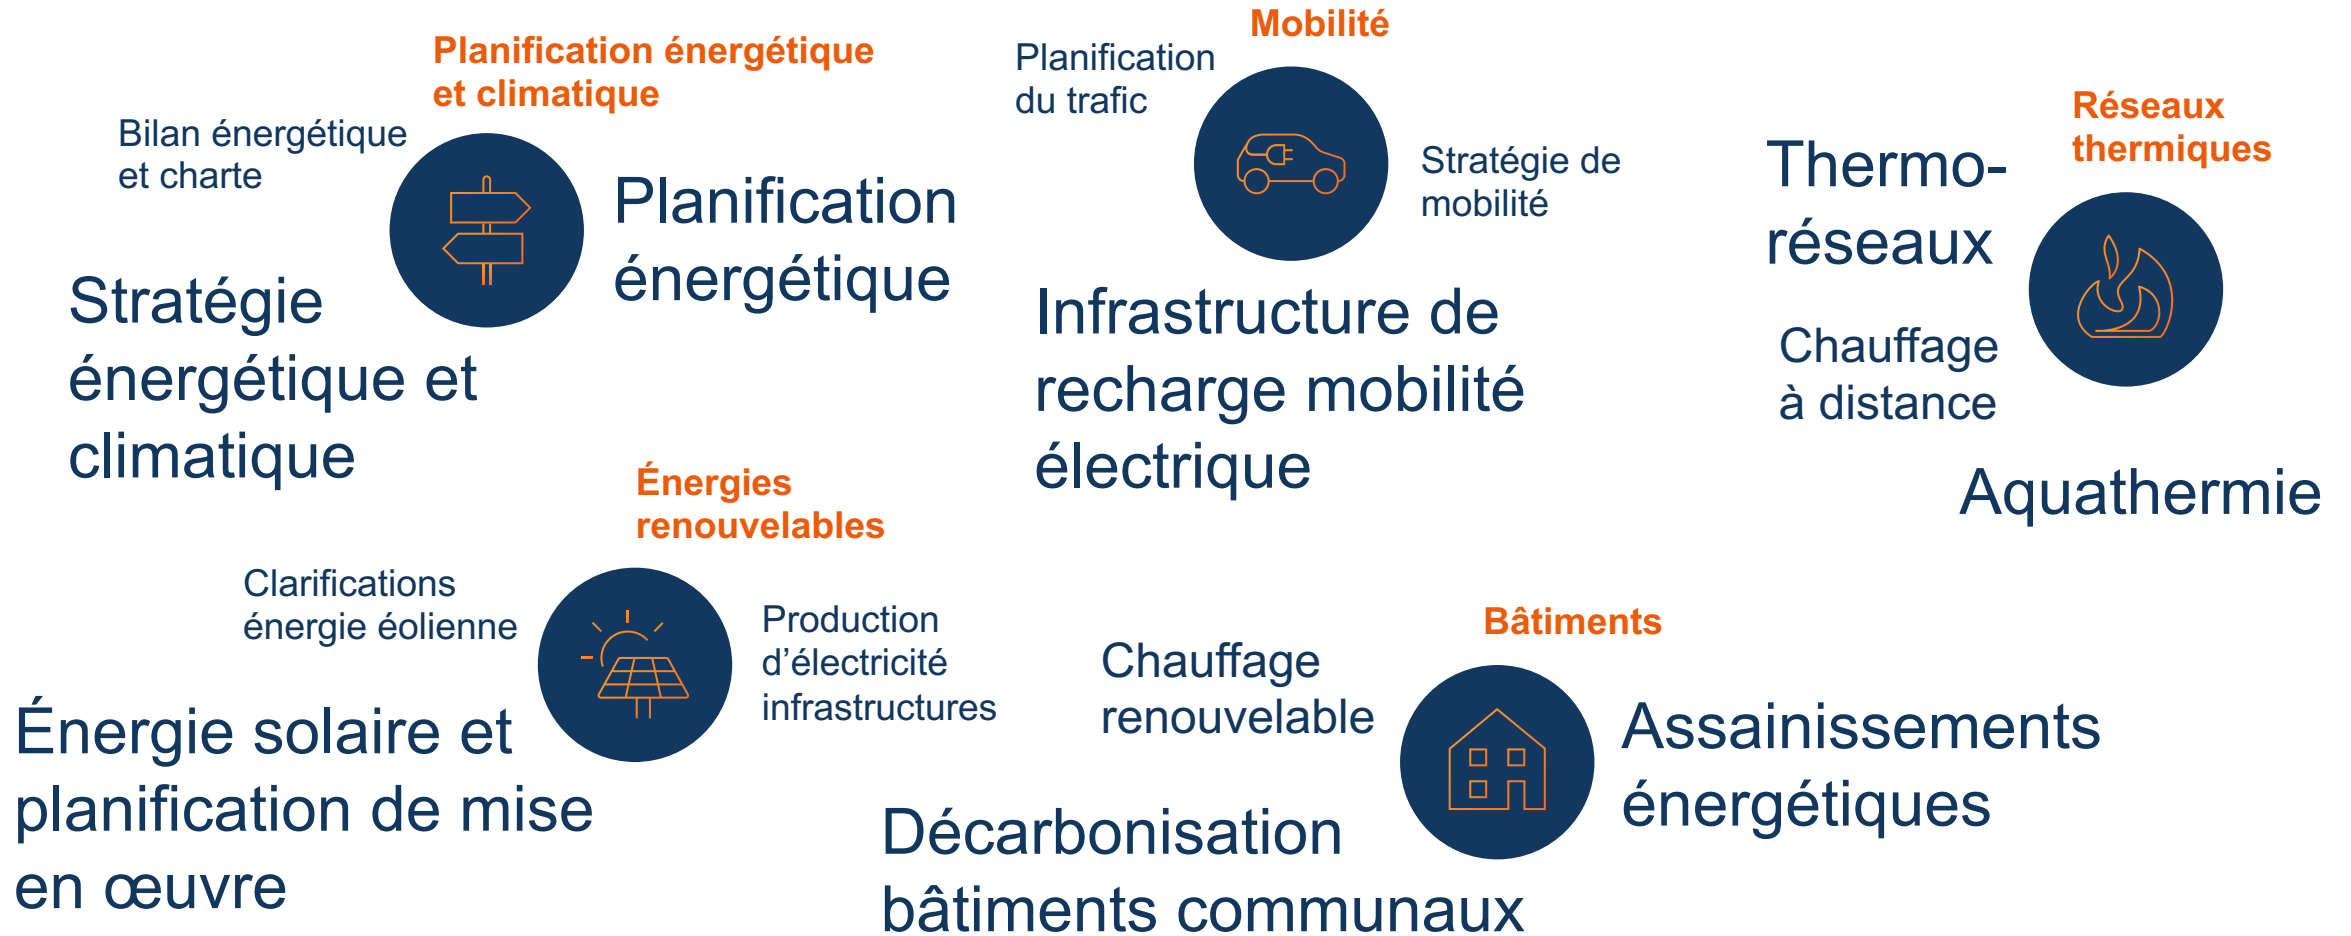 Planification énergétique
et climatique
Bilan énergétique
et charte
Planification
énergétique
Stratégie
énergétique et
climatique
Mobilité
Planification
du trafic
Stratégie de
mobilité
Infrastructure de
recharge mobilité
électrique
Réseaux
thermiques
Thermo-
réseaux
Chauffage
à distance
Aquathermie
Énergies
renouvelables
Clarifications
énergie éolienne
Production
d’électricité
infrastructures
Énergie solaire et
planification de mise
en œuvre
Bâtiments
Chauffage
renouvelable
Assainissements
énergétiques
Décarbonisation
bâtiments communaux